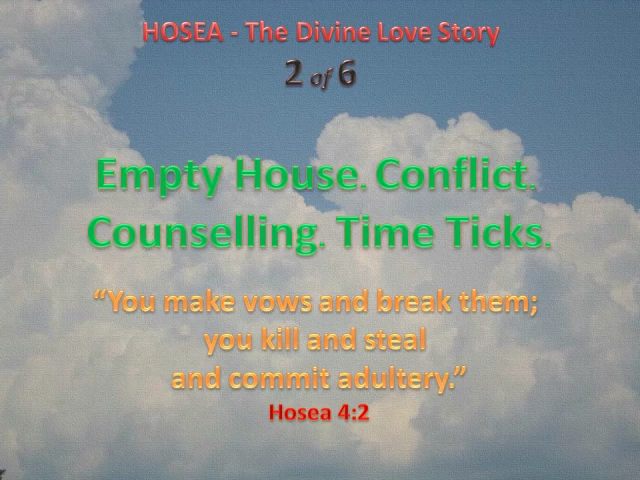 HOSEA - The Divine Love Story
2 of 6
Empty House. Conflict.
Counselling. Time Ticks.
“You make vows and break them;
you kill and steal
and commit adultery.”
Hosea 4:2